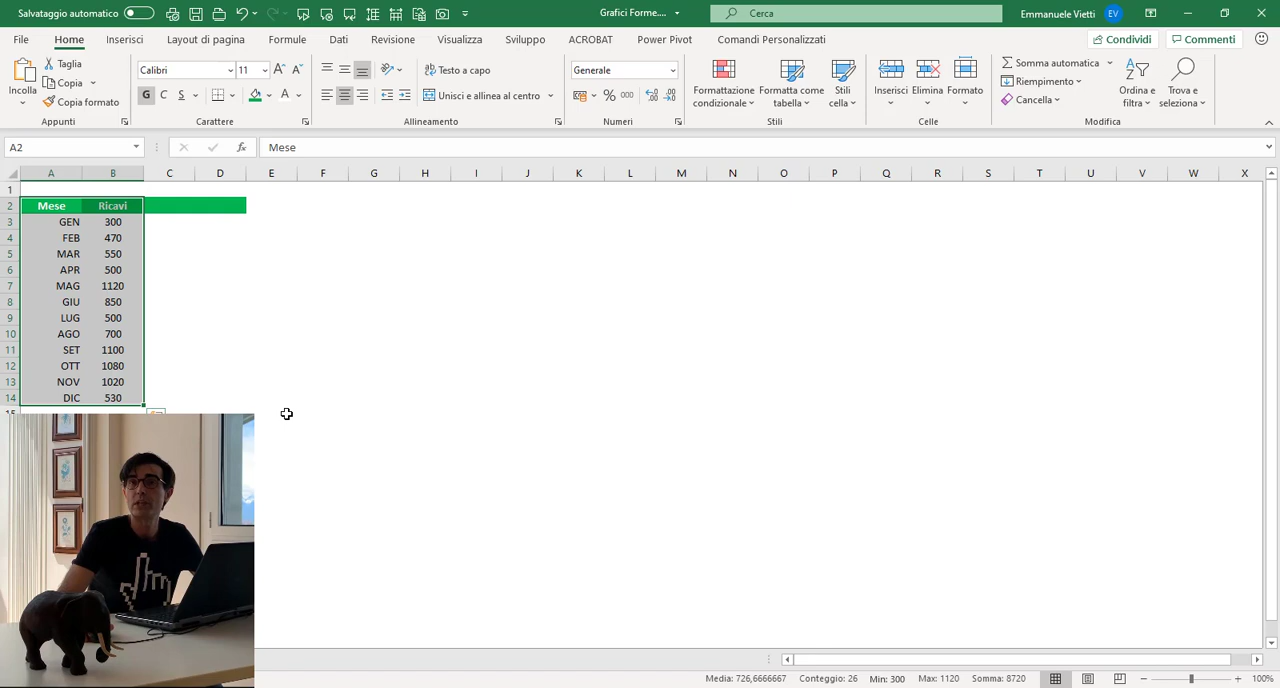 Salvataggio automatico
Grafici Forme....
Cerca
Emmanuele Vietti EV
File Home Inserisci Layout di pagina Formule Dati Revisione Visualizza Sviluppo ACROBAT Power Pivot Comandi Personalizzati
Condividi Commenti
Incolla
Taglia
Copia
Copia formato
Appunti
Calibri 11
G C S
Carattere
Testo a capo
Unisci e allinea al centro
Allineamento
Generale
% 000
Numeri
Formattazione condizionale
Formatta come tabella
Stili cella
Stili
Inserisci Elimina Formato
Celle
Somma automatica
Riempimento
Cancella
Ordina e filtra
Trova e seleziona
Modifica
A2 fx Mese
A B C D E F G H I J K L M N O P Q R S T U V W X
1
2 Mese Ricavi
3 GEN 300
4 FEB 470
5 MAR 550
6 APR 500
7 MAG 1120
8 GIU 850
9 LUG 500
10 AGO 700
11 SET 1100
12 OTT 1080
13 NOV 1020
14 DIC 530
Media: 726,6666667 Conteggio: 26 Min: 300 Max: 1120 Somma: 8720 100%